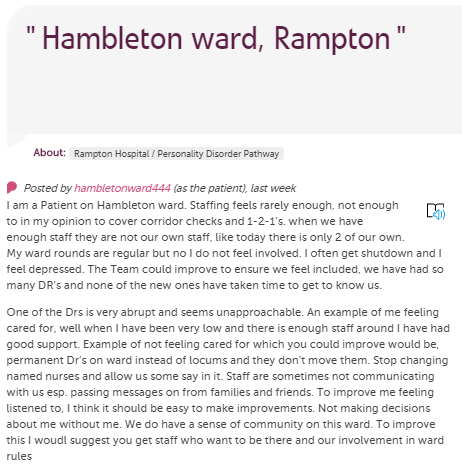 " Hambleton ward, Rampton "
About: Rampton Hospital / Personality Disorder Pathway
Posted by hambletonward444 (as the patient), last week
I am a Patient on Hambleton ward. Staffing feels rarely enough, not enough
to in my opinion to cover corridor checks and 1-2-1's. when we have
enough staff they are not our own staff, like today there is only 2 of our own.
My ward rounds are regular but no I do not feel involved. I often get shutdown and I
feel depressed. The Team could improve to ensure we feel included, we have had so
many DR's and none of the new ones have taken time to get to know us.
One of the Drs is very abrupt and seems unapproachable. An example of me feeling
cared for, well when I have been very low and there is enough staff around I have had
good support. Example of not feeling cared for which you could improve would be,
permanent Dr's on ward instead of locums and they don't move them. Stop changing
named nurses and allow us some say in it. Staff are sometimes not communicating
with us esp. passing messages on from families and friends. To improve me feeling
listened to, I think it should be easy to make improvements. Not making decisions
about me without me. We do have a sense of community on this ward. To improve
this I woudl suggest you get staff who want to be there and our involvement in ward
rules